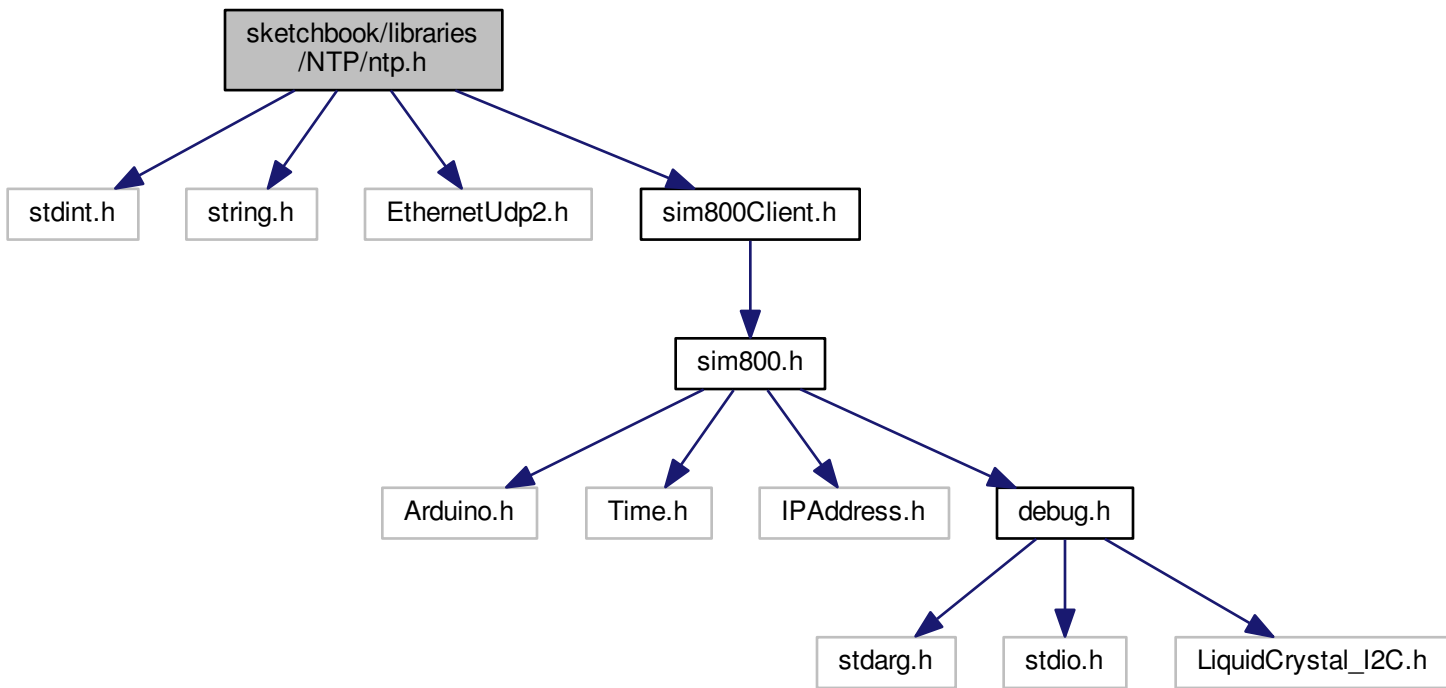 sketchbook/libraries
/NTP/ntp.h
stdint.h
string.h
EthernetUdp2.h
sim800Client.h
sim800.h
Arduino.h
Time.h
IPAddress.h
debug.h
stdarg.h
stdio.h
LiquidCrystal_I2C.h